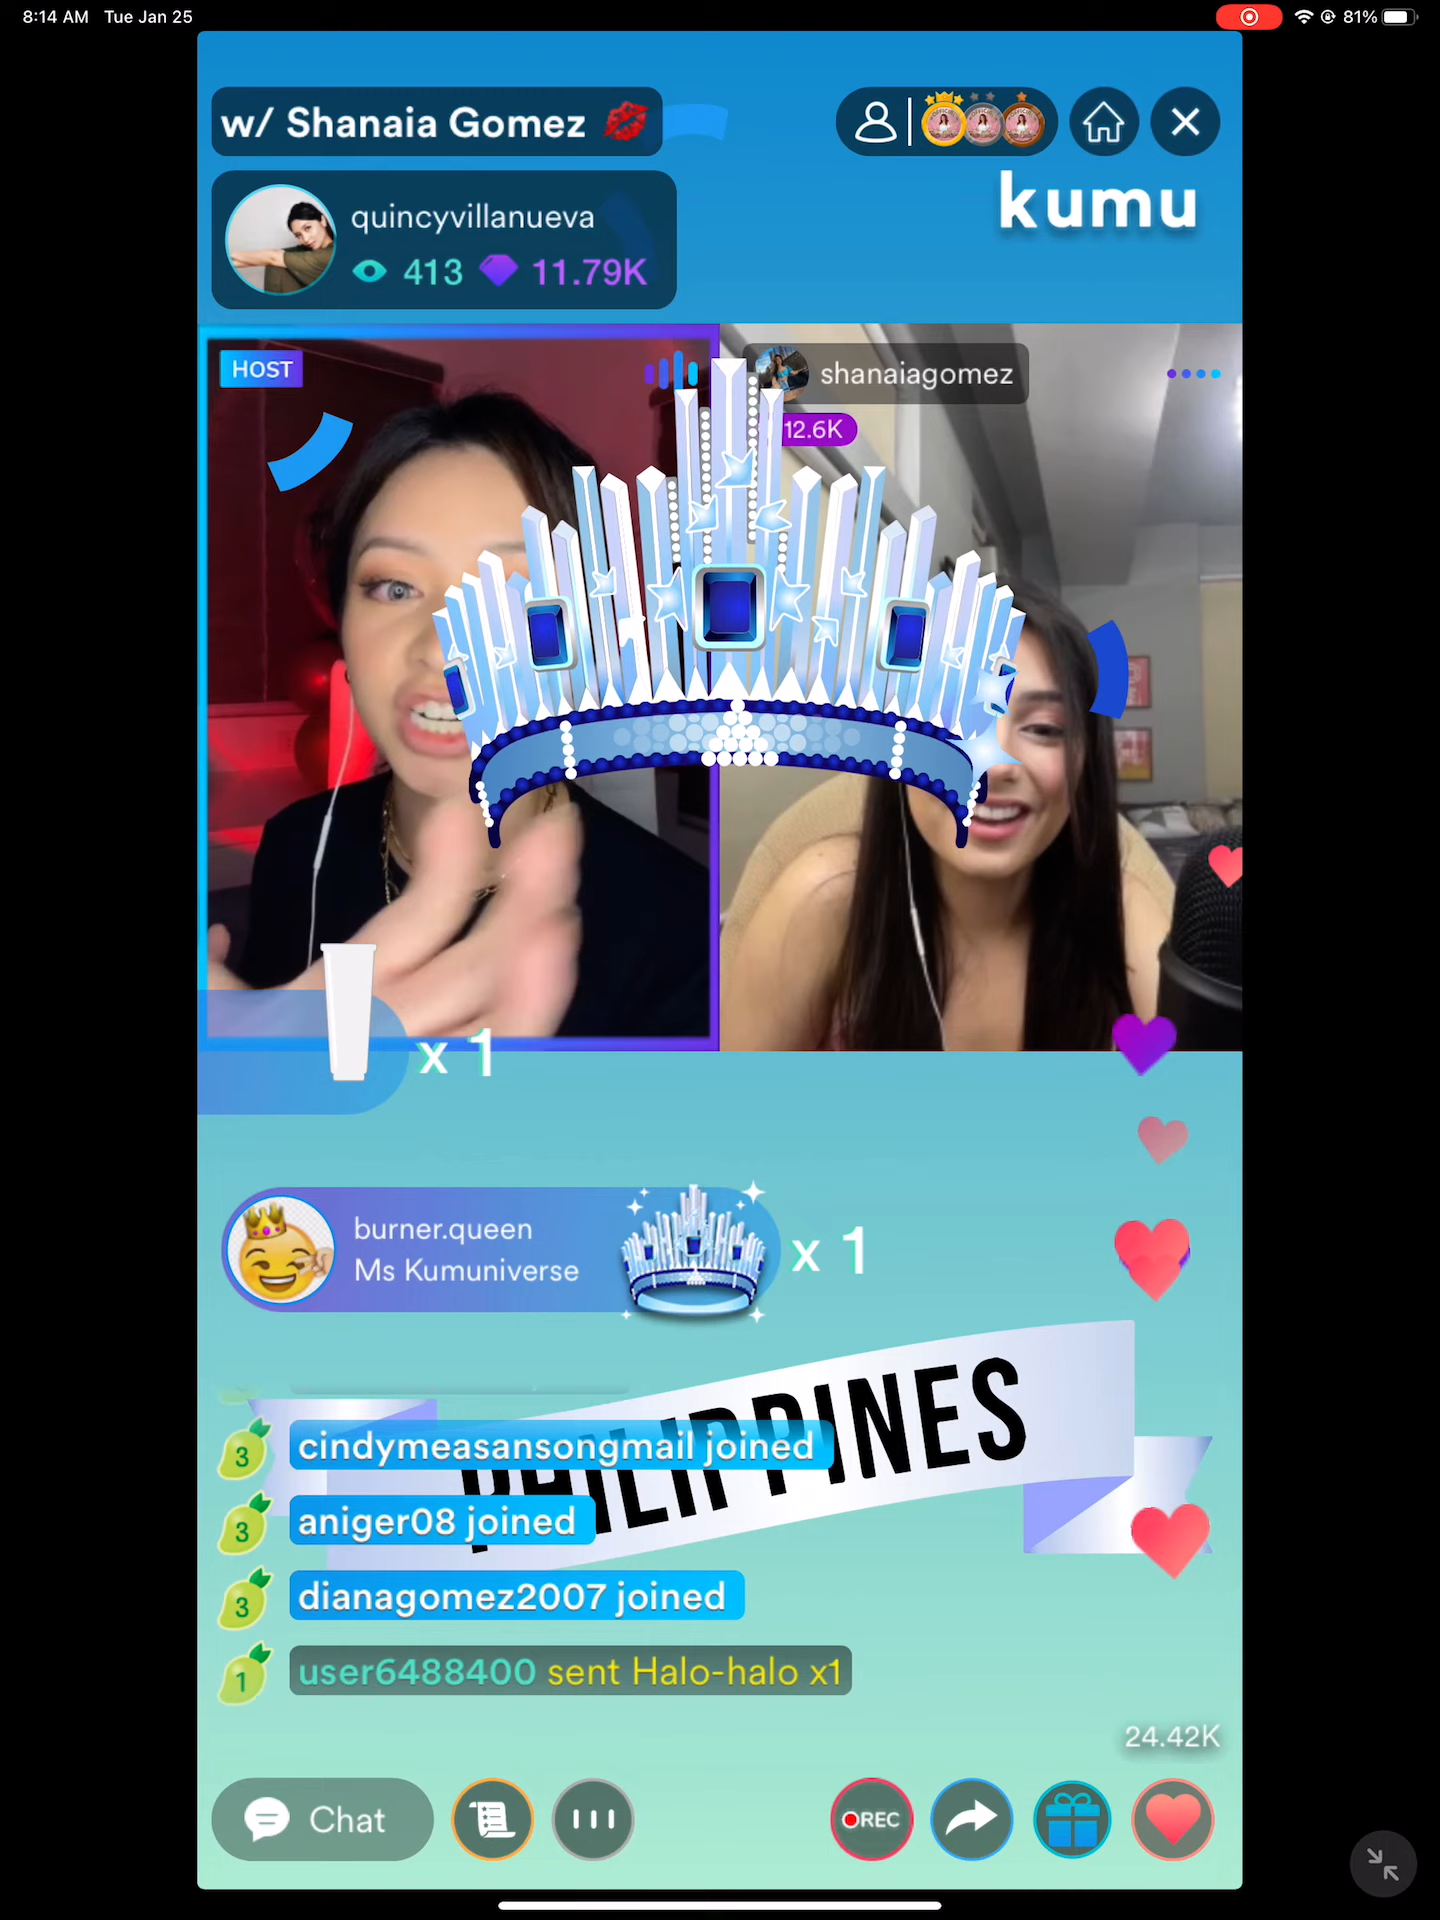 8:14 AM Tue Jan 25
81%
w/ Shanaia Gomez
kumu
quincyvillanueva
413 11.79K
HOST
shanaiagomez
12.6K
x 1
burner.queen
Ms Kumuniverse
x 1
PHILIPPINES
3 cindymeasansongmail joined
3 aniger08 joined
3 dianagomez2007 joined
1 user6488400 sent Halo-halo x1
24.42K
Chat
REC